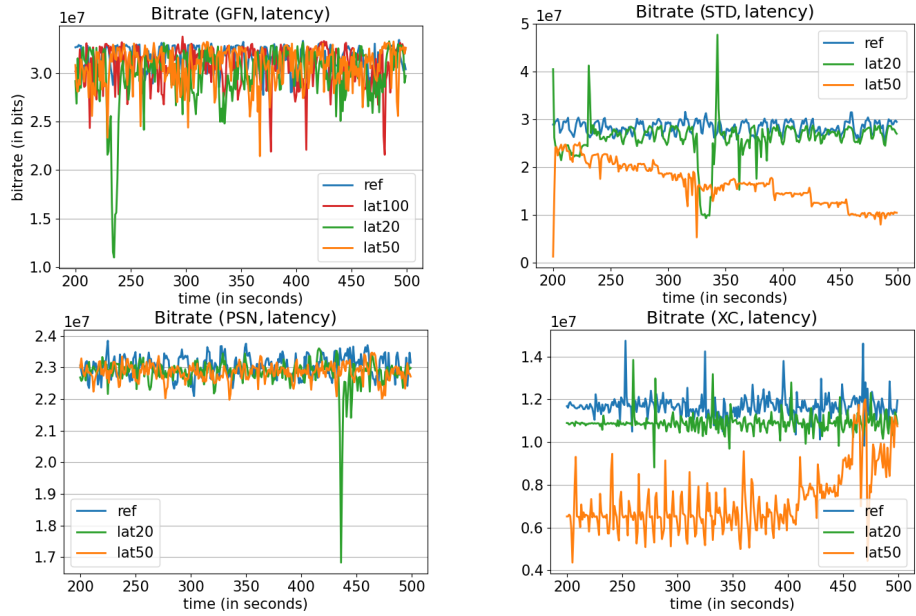 Bitrate (GFN, latency)
1e7
3.0
2.5
2.0
1.5
1.0
bitrate (in bits)
ref
lat100
lat20
lat50
200 250 300 350 400 450 500
time (in seconds)
Bitrate (STD, latency)
1e7
5
4
3
2
1
0
ref
lat20
lat50
200 250 300 350 400 450 500
time (in seconds)
Bitrate (PSN, latency)
1e7
2.4
2.3
2.2
2.1
2.0
1.9
1.8
1.7
ref
lat20
lat50
200 250 300 350 400 450 500
time (in seconds)
Bitrate (XC, latency)
1e7
1.4
1.2
1.0
0.8
0.6
0.4
ref
lat20
lat50
200 250 300 350 400 450 500
time (in seconds)